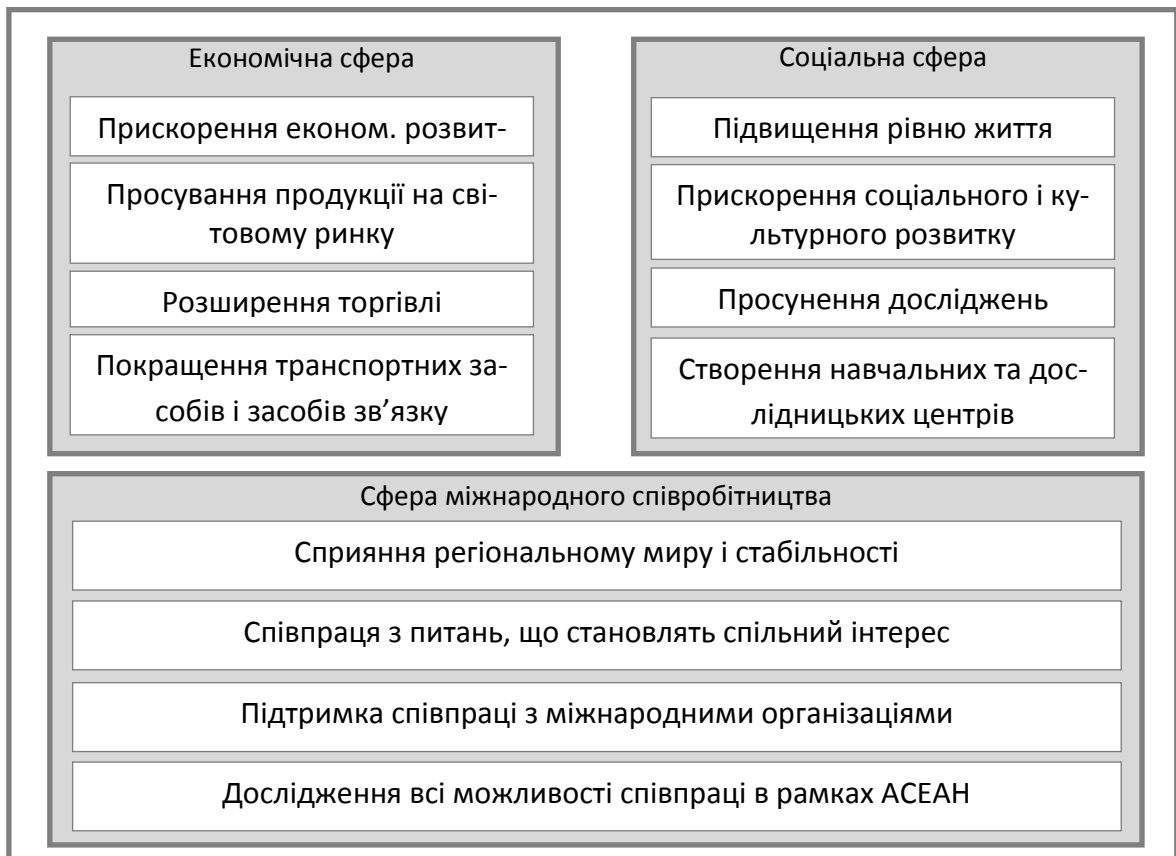 Економічна сфера
Прискорення економ. розвит-
Просування продукції на сві-
товому ринку
Розширення торгівлі
Покращення транспортних за-
собів і засобів зв’язку
Соціальна сфера
Підвищення рівню життя
Прискорення соціального і ку-
льтурного розвитку
Просунення досліджень
Створення навчальних та дос-
лідницьких центрів
Сфера міжнародного співробітництва
Сприяння регіональному миру і стабільності
Співпраця з питань, що становлять спільний інтерес
Підтримка співпраці з міжнародними організаціями
Дослідження всі можливості співпраці в рамках АСЕАН